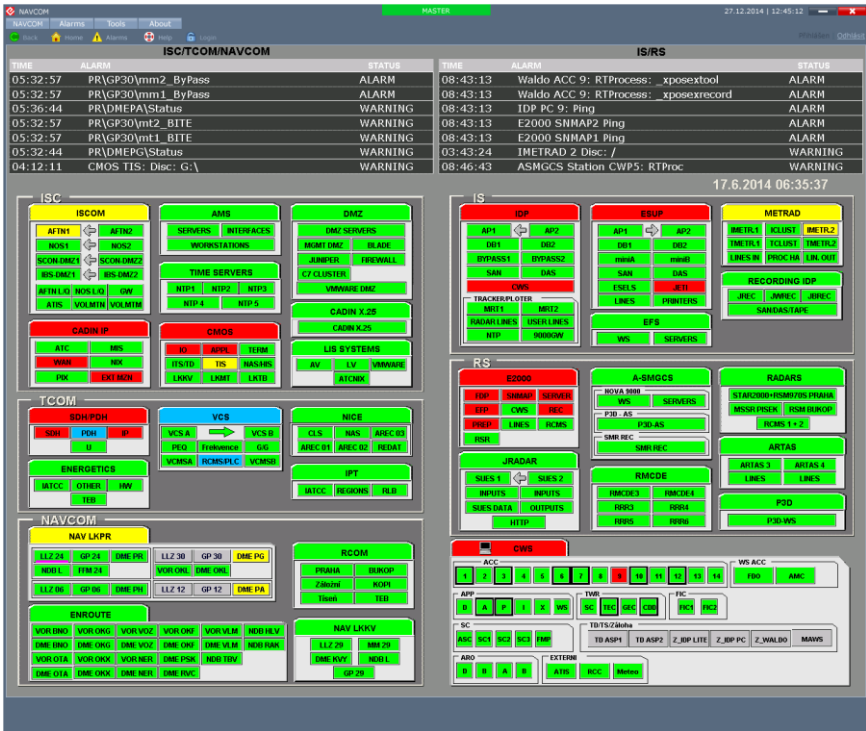 NAVCOM MASTER 27.12.2014 | 12:45:12
NAVCOM Alarms Tools About
Back Home Alarms Help Login Odhlásit
ISC/TCOM/NAVCOM
TIME ALARM STATUS
05:32:57 PR\GP30\mm2_ByPass ALARM
05:32:57 PR\GP30\mm1_ByPass ALARM
05:36:44 PR\DMEPA\Status WARNING
05:32:57 PR\GP30\mt2_BITE WARNING
05:32:57 PR\GP30\mt1_BITE WARNING
05:32:44 PR\DMEPG\Status WARNING
04:12:11 CMOS TIS: Disc: G:\ WARNING
IS/RS
TIME ALARM STATUS
08:43:13 Waldo ACC 9: RTProcess: _xposextool ALARM
08:43:13 Waldo ACC 9: RTProcess: _xposexrecord ALARM
08:43:13 IDP PC 9: Ping ALARM
08:43:13 E2000 SNMAP2 Ping ALARM
08:43:13 E2000 SNMAP1 Ping ALARM
03:43:24 IMETRAD 2 Disc: / WARNING
08:46:43 ASMGCS Station CWP5: RTProc WARNING
17.6.2014 06:35:37
ISC
ISCOM
AFTN1 AFTN2
NOS1 NOS2
SCON-DMZ1 SCON-DMZ2
IBS-DMZ1 IBS-DMZ2
AFTN L/Q NOS L/Q GW
ATIS VOLMTN VOLMTM
AMS
SERVERS INTERFACES
WORKSTATIONS
TIME SERVERS
NTP1 NTP2 NTP3
NTP 4 NTP 5
DMZ
DMZ SERVERS
MGMT DMZ BLADE
JUNIPER FIREWALL
C7 CLUSTER
VMWARE DMZ
CADIN X.25
CADIN X.25
CADIN IP
ATC MIS
WAN NIX
PIX EXT MZN
CMOS
IO APPL TERM
ITS/TD TIS NAS/HIS
LKKV LKMT LKTB
LIS SYSTEMS
AV LV VMWARE
ATCNIX
TCOM
SDH/PDH
SDH PDH IP
U
VCS
VCS A VCS B
PEQ Frekvence G/G
VCMSA RCMS/PLC VCMSB
NICE
CLS NAS AREC 03
AREC 01 AREC 02 REDAT
ENERGETICS
IATCC OTHER HW
TEB
IPT
IATCC REGIONS RLB
NAVCOM
NAV LKPR
LLZ 24 GP 24 DME PR
NDB L FFM 24
LLZ 30 GP 30 DME PG
VOR OKL DME OKL
LLZ 06 GP 06 DME PH
LLZ 12 GP 12 DME PA
RCOM
PRAHA BUKOP
Záložní KOPI
Tíseň TEB
ENROUTE
VOR BNO VOR OKG VOR VOZ VOR OKF VOR VLM NDB HLV
DME BNO DME OKG DME VOZ DME OKF DME VLM NDB RAK
VOR OTA VOR OKX VOR NER DME PSK NDB TBV
DME OTA DME OKX DME NER DME RVC
NAV LKKV
LLZ 29 MM 29
DME KVY NDB L
GP 29
IS
IDP
AP1 AP2
DB1 DB2
BYPASS1 BYPASS2
SAN DAS
CWS
TRACKER/PLOTER
MRT1 MRT2
RADAR LINES USER LINES
NTP 9000GW
ESUP
AP1 AP2
DB1 DB2
miniA miniB
SAN DAS
ESELS JETI
LINES PRINTERS
EFS
WS SERVERS
METRAD
IMETR.1 ICLUST IMETR.2
TMETR.1 TCLUST TMETR.2
LINES IN PROC HA LIN. OUT
RECORDING IDP
JREC JWREC JBREC
SAN/DAS/TAPE
RS
E2000
FDP SNMAP SERVER
EFP CWS REC
PREP LINES RCMS
RSR
A-SMGCS
NOVA 9000
WS SERVERS
P3D - AS
P3D-AS
SMR REC
SMR REC
RADARS
STAR2000+RSM970S PRAHA
MSSR PISEK RSM BUKOP
RCMS 1 + 2
ARTAS
ARTAS 3 ARTAS 4
LINES LINES
JRADAR
SUES 1 SUES 2
INPUTS INPUTS
SUES DATA OUTPUTS
HTTP
RMCDE
RMCDE3 RMCDE4
RRR3 RRR4
RRR5 RRR6
P3D
P3D-WS
CWS
ACC
1 2 3 4 5 6 7 8 9 10 11 12 13 14
WS ACC
FDO AMC
APP
D A P I X WS
TWR
SC TEC GEC CDD
FIC
FIC1 FIC2
SC
ASC SC1 SC2 SC3 FMP
TD/TS/Záloha
TD ASP1 TD ASP2 Z_IDP LITE Z_IDP PC Z_WALDO MAWS
ARO
B A B
EXTERNI
ATIS RCC Meteo